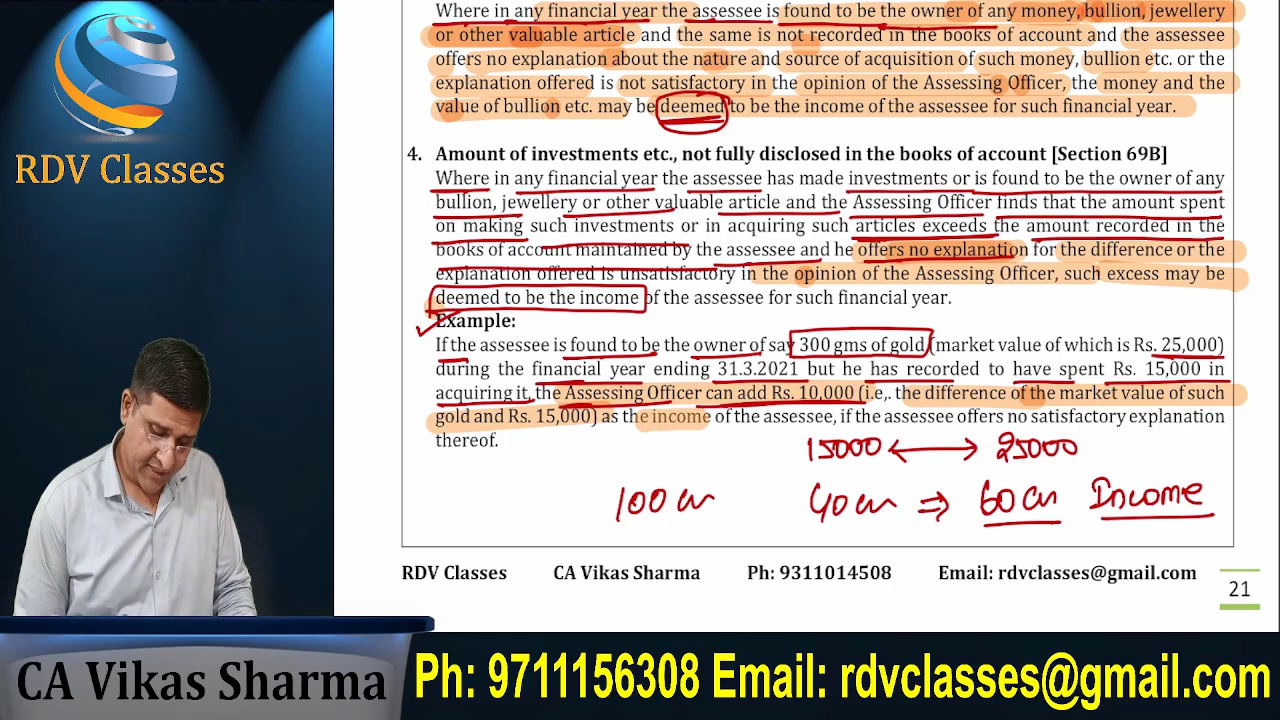 Where in any financial year the assessee is found to be the owner of any money, bullion, jewellery
or other valuable article and the same is not recorded in the books of account and the assessee
offers no explanation about the nature and source of acquisition of such money, bullion etc. or the
explanation offered is not satisfactory in the opinion of the Assessing Officer, the money and the
value of bullion etc. may be deemed to be the income of the assessee for such financial year.
RDV Classes
4. Amount of investments etc., not fully disclosed in the books of account [Section 69B]
Where in any financial year the assessee has made investments or is found to be the owner of any
bullion, jewellery or other valuable article and the Assessing Officer finds that the amount spent
on making such investments or in acquiring such articles exceeds the amount recorded in the
books of account maintained by the assessee and he offers no explanation for the difference or the
explanation offered is unsatisfactory in the opinion of the Assessing Officer, such excess may be
deemed to be the income of the assessee for such financial year.
Example:
If the assessee is found to be the owner of say 300 gms of gold (market value of which is Rs. 25,000)
during the financial year ending 31.3.2021 but he has recorded to have spent Rs. 15,000 in
acquiring it, the Assessing Officer can add Rs. 10,000 (i.e,. the difference of the market value of such
gold and Rs. 15,000) as the income of the assessee, if the assessee offers no satisfactory explanation
thereof.
15000 ↔ 25000
100 cr 40 cr ⇒ 60 cr Income
RDV Classes CA Vikas Sharma Ph: 9311014508 Email: rdvclasses@gmail.com
21
CA Vikas Sharma Ph: 9711156308 Email: rdvclasses@gmail.com